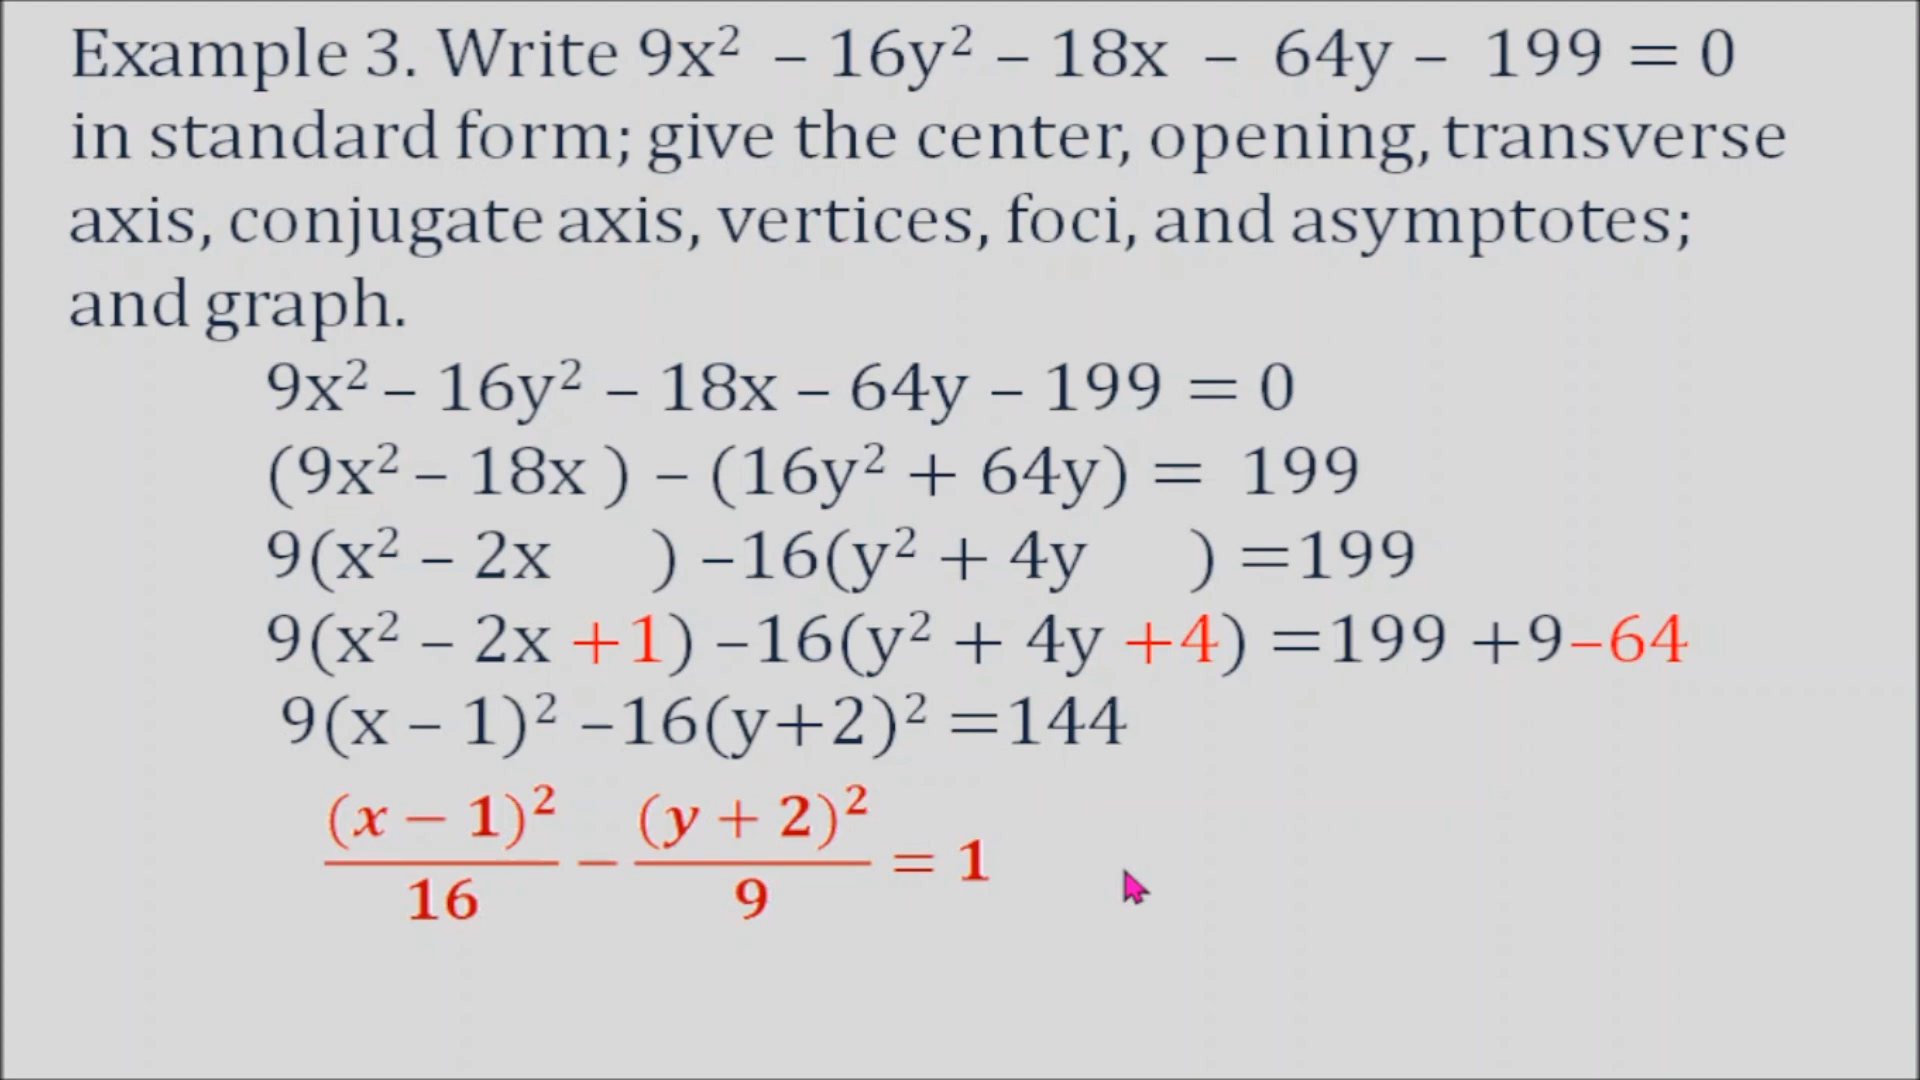 Example 3. Write 9x² – 16y² – 18x – 64y – 199 = 0
in standard form; give the center, opening, transverse
axis, conjugate axis, vertices, foci, and asymptotes;
and graph.
9x² – 16y² – 18x – 64y – 199 = 0
(9x² – 18x ) – (16y² + 64y) = 199
9(x² – 2x ) –16(y² + 4y ) =199
9(x² – 2x +1) –16(y² + 4y +4) =199 +9–64
9(x – 1)² –16(y+2)² =144
(x – 1)²/16 – (y + 2)²/9 = 1